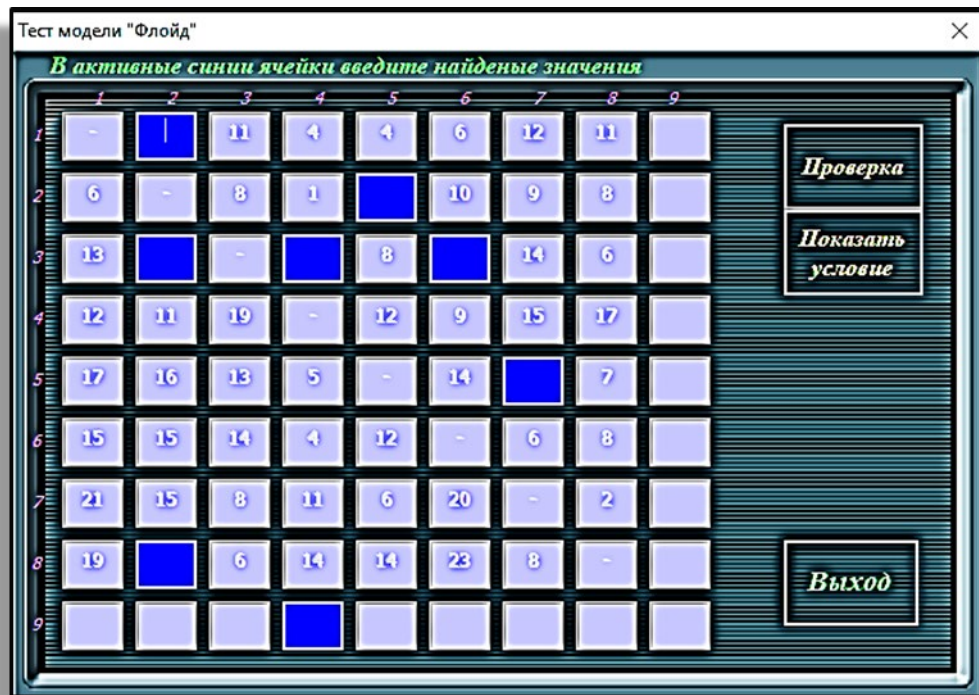 Тест модели "Флойд"
В активные синии ячейки введите найденые значения
1 2 3 4 5 6 7 8 9
1 - 11 4 4 6 12 11
2 6 - 8 1 10 9 8
3 13 - 8 14 6
4 12 11 19 - 12 9 15 17
5 17 16 13 5 - 14 7
6 15 15 14 4 12 - 6 8
7 21 15 8 11 6 20 - 2
8 19 6 14 14 23 8 -
9
Проверка
Показать
условие
Выход